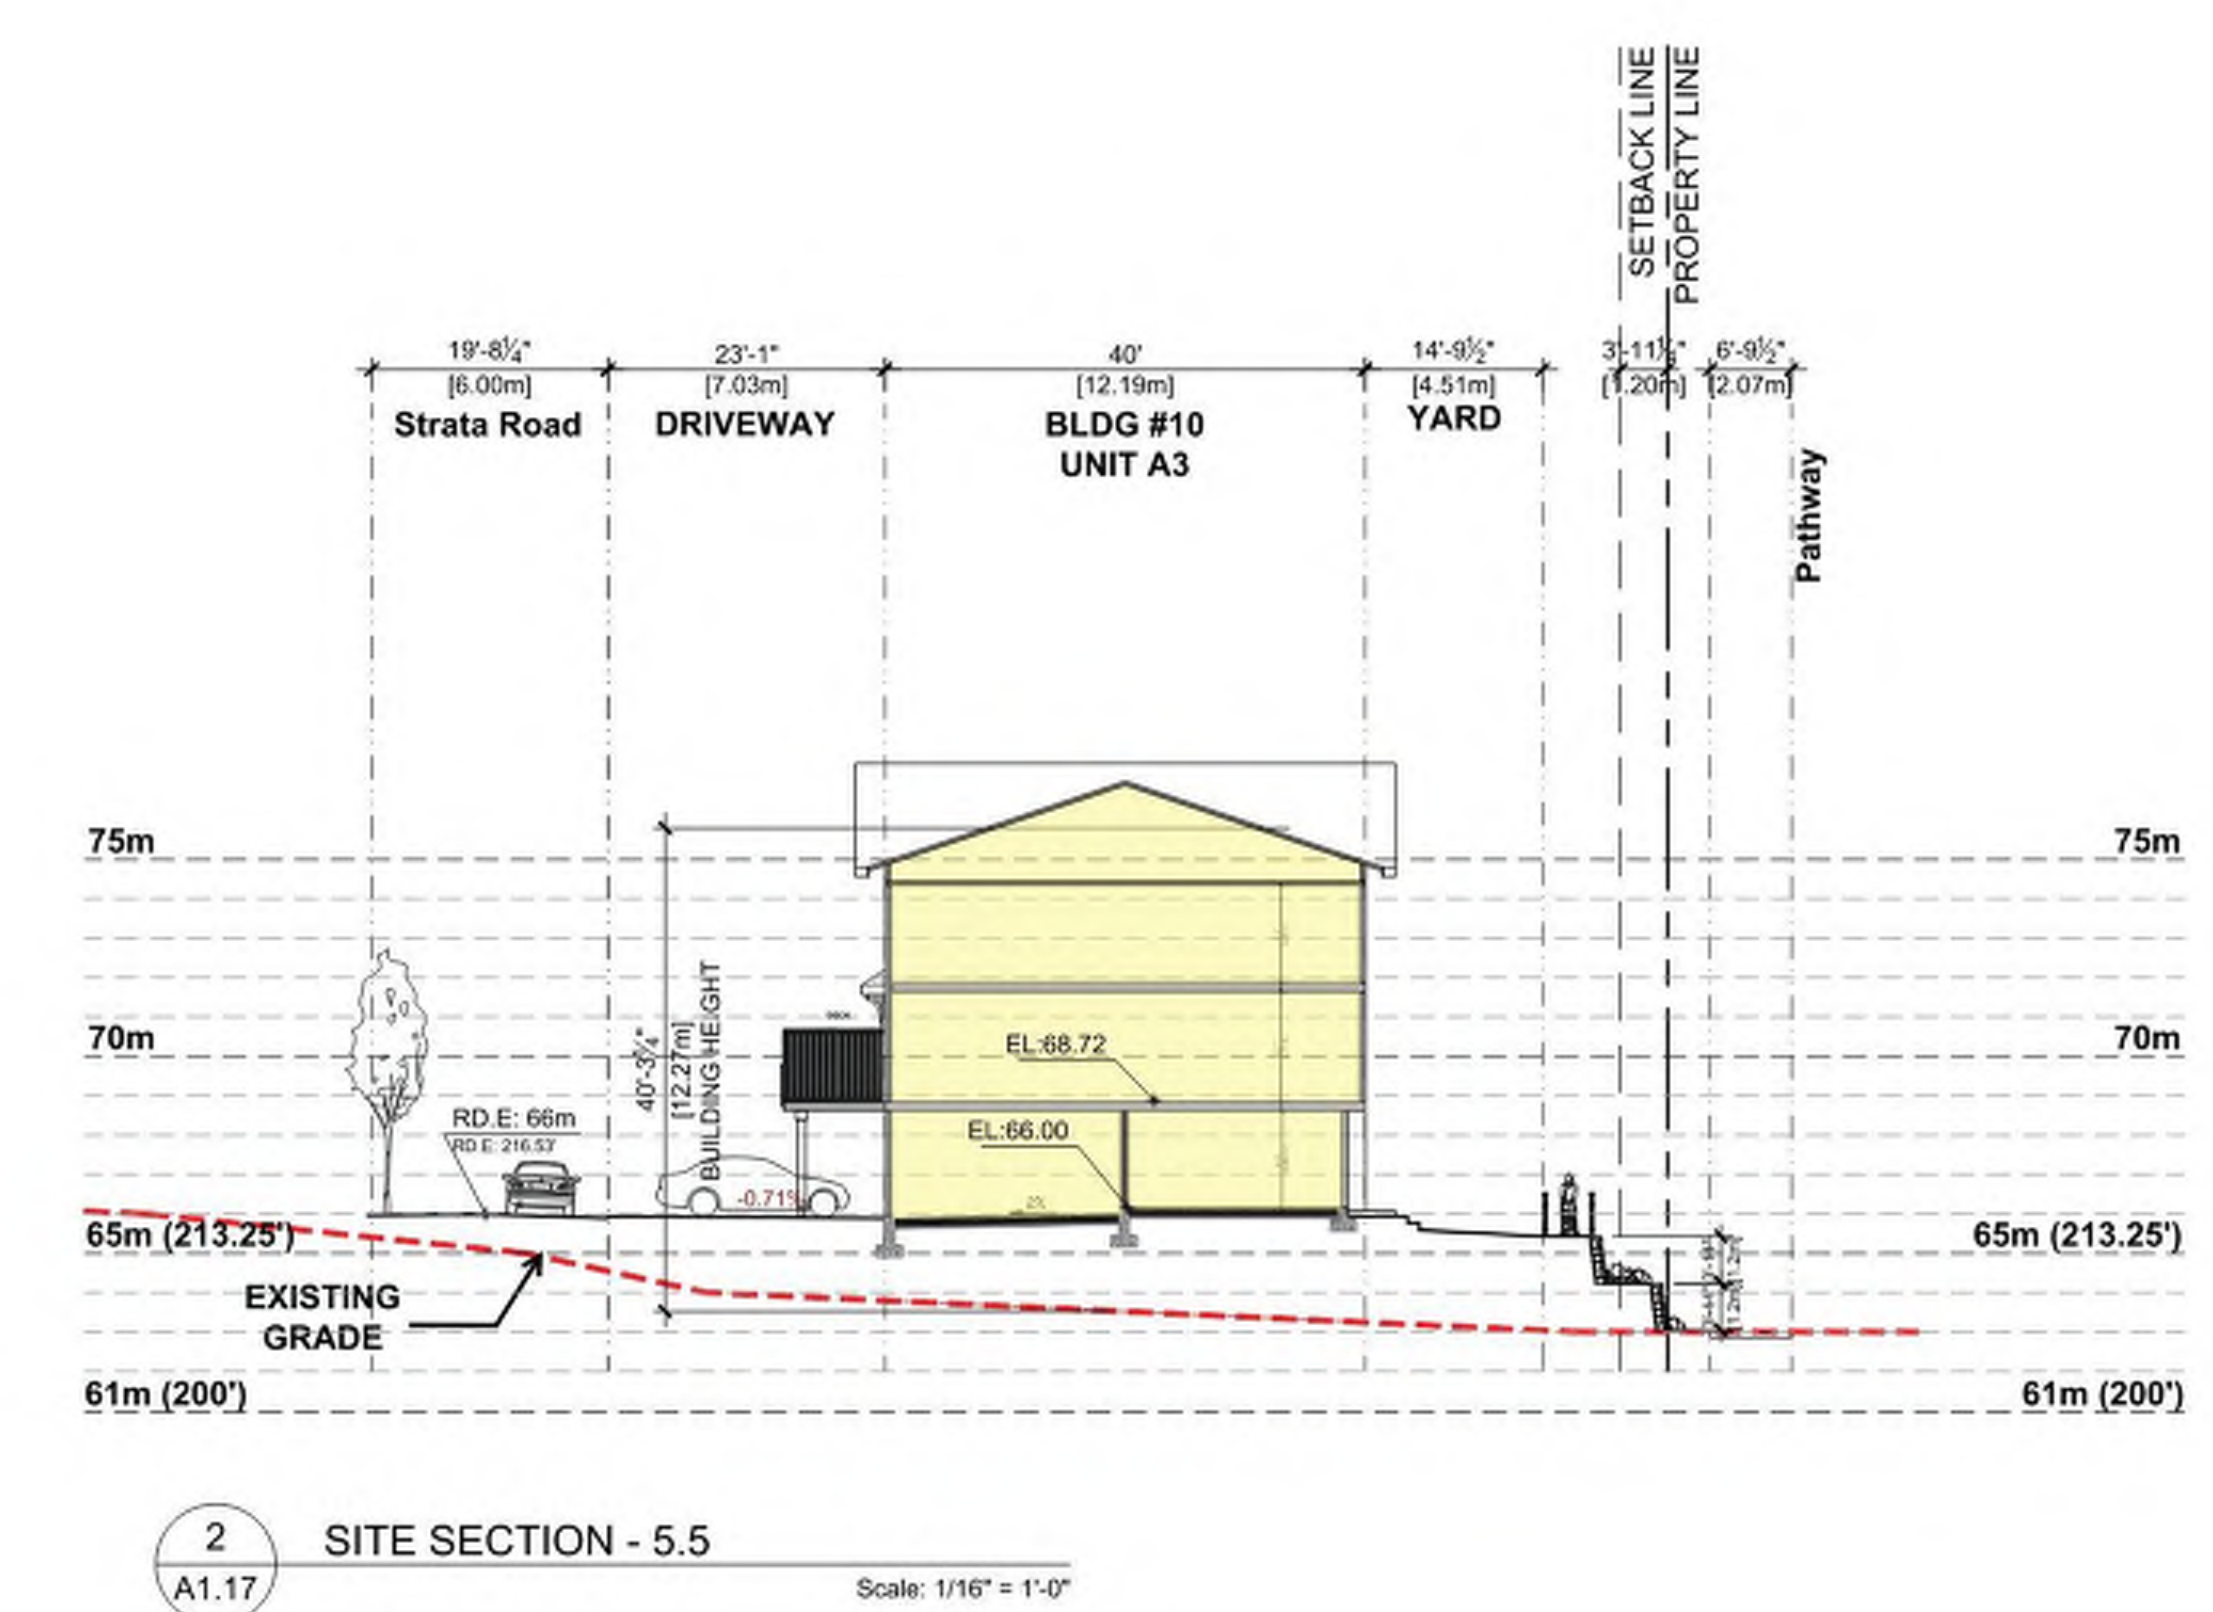 SETBACK LINE
PROPERTY LINE
19'-8¼"
23'-1"
40'
14'-9½"
3'-11½"
6'-9½"
[6.00m]
[7.03m]
[12.19m]
[4.51m]
[1.20m]
[2.07m]
Strata Road
DRIVEWAY
BLDG #10
UNIT A3
YARD
Pathway
75m
75m
70m
70m
40'-3¼"
[12.27m]
BUILDING HEIGHT
EL:68.72
EL:66.00
RD.E: 66m
RD.E: 216.53'
-0.71%
65m (213.25')
65m (213.25')
EXISTING
GRADE
61m (200')
61m (200')
2
A1.17
SITE SECTION - 5.5
Scale: 1/16" = 1'-0"